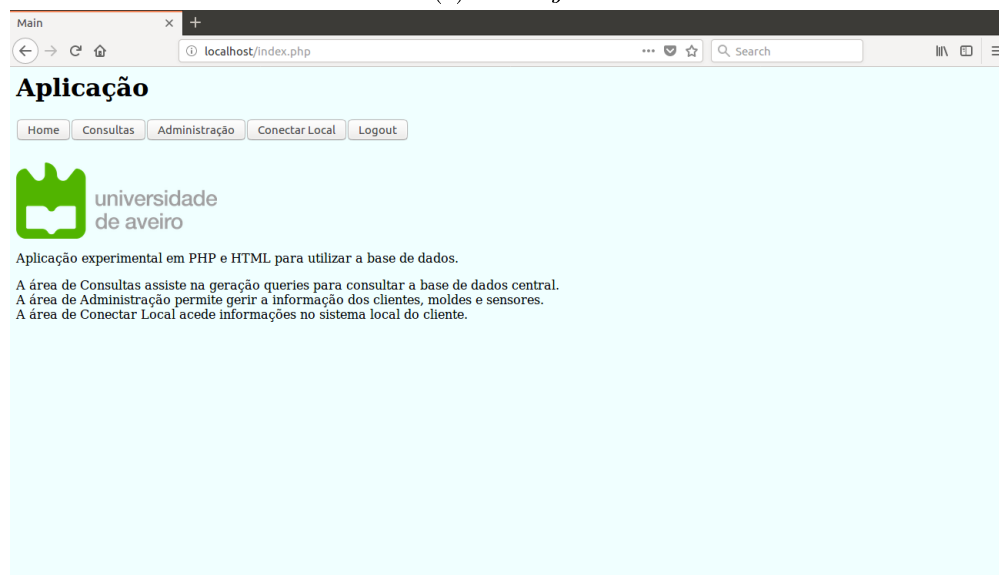 Main
localhost/index.php
Search
Aplicação
Home Consultas Administração Conectar Local Logout
universidade
de aveiro
Aplicação experimental em PHP e HTML para utilizar a base de dados.
A área de Consultas assiste na geração queries para consultar a base de dados central.
A área de Administração permite gerir a informação dos clientes, moldes e sensores.
A área de Conectar Local acede informações no sistema local do cliente.